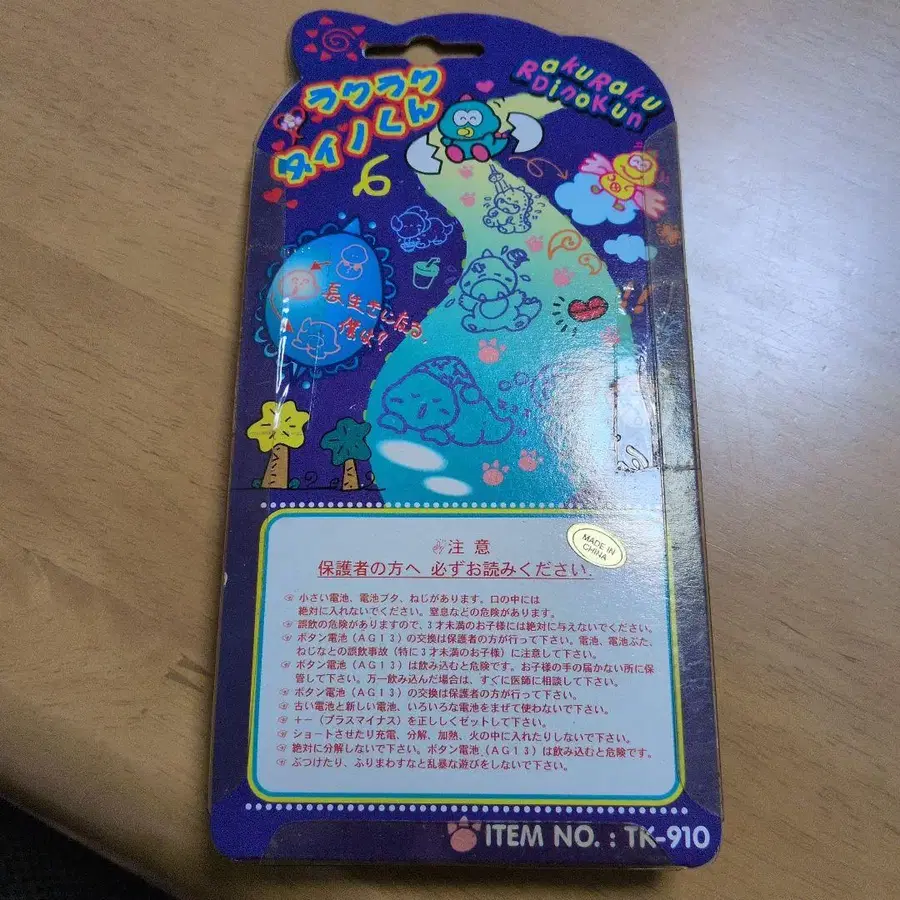 ラクラク
ダイノくん
RakuRaku
DinoKun
長生きになる
僕は?
!!
注 意
保護者の方へ 必ずお読みください.
MADE IN
CHINA
小さい電池、電池ブタ、ねじがあります。口の中には
絶対に入れないでください。窒息などの危険があります。
誤飲の危険がありますので、3才未満のお子様には絶対に与えないでください。
ボタン電池(AG13)の交換は保護者の方が行って下さい。電池、電池ぶた、
ねじなとの誤飲事故(特に3才未満のお子様)に注意して下さい。
ボタン電池(AG13)は飲み込むと危険です。お子様の手の届かない所に保
管して下さい。万一飲み込んだ場合は、すぐに医師に相談して下さい。
ボタン電池(AG13)の交換は保護者の方が行って下さい。
古い電池と新しい電池、いろいろな電池をまぜて使わないで下さい。
+−(プラスマイナス)を正ししくゼットして下さい。
ショートさせたり充電、分解、加熱、火の中に入れたりしないで下さい。
絶対に分解しないで下さい。ボタン電池(AG13)は飲み込むと危険です。
ぶつけたり、ふりまわすなと乱暴な遊びをしないで下さい。
ITEM NO. : TK-910